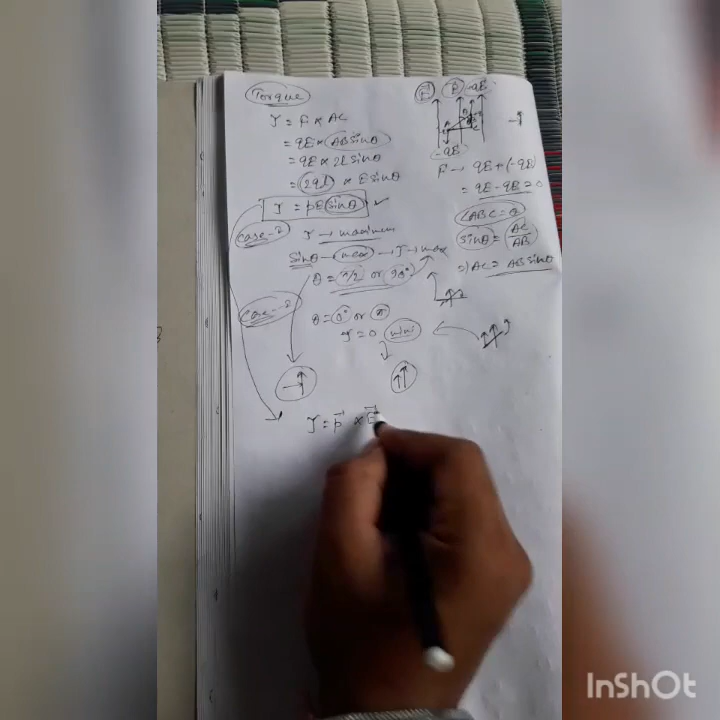 Torque
τ = F × AC
= qE × AB sinθ
= qE × 2l sinθ
= (2ql) × E sinθ
τ = pE sinθ
Case-1
τ → maximum
Sinθ → max → τ → max
θ = π/2 or 90°
Case-2
θ = 0° or π
τ = 0 mini
τ = p⃗ × E⃗
E⃗ P⃗ -qE
-qE
F → qE + (-qE)
= qE - qE = 0
∠ABC = θ
sinθ = AC/AB
⇒ AC = AB sinθ
InShOt